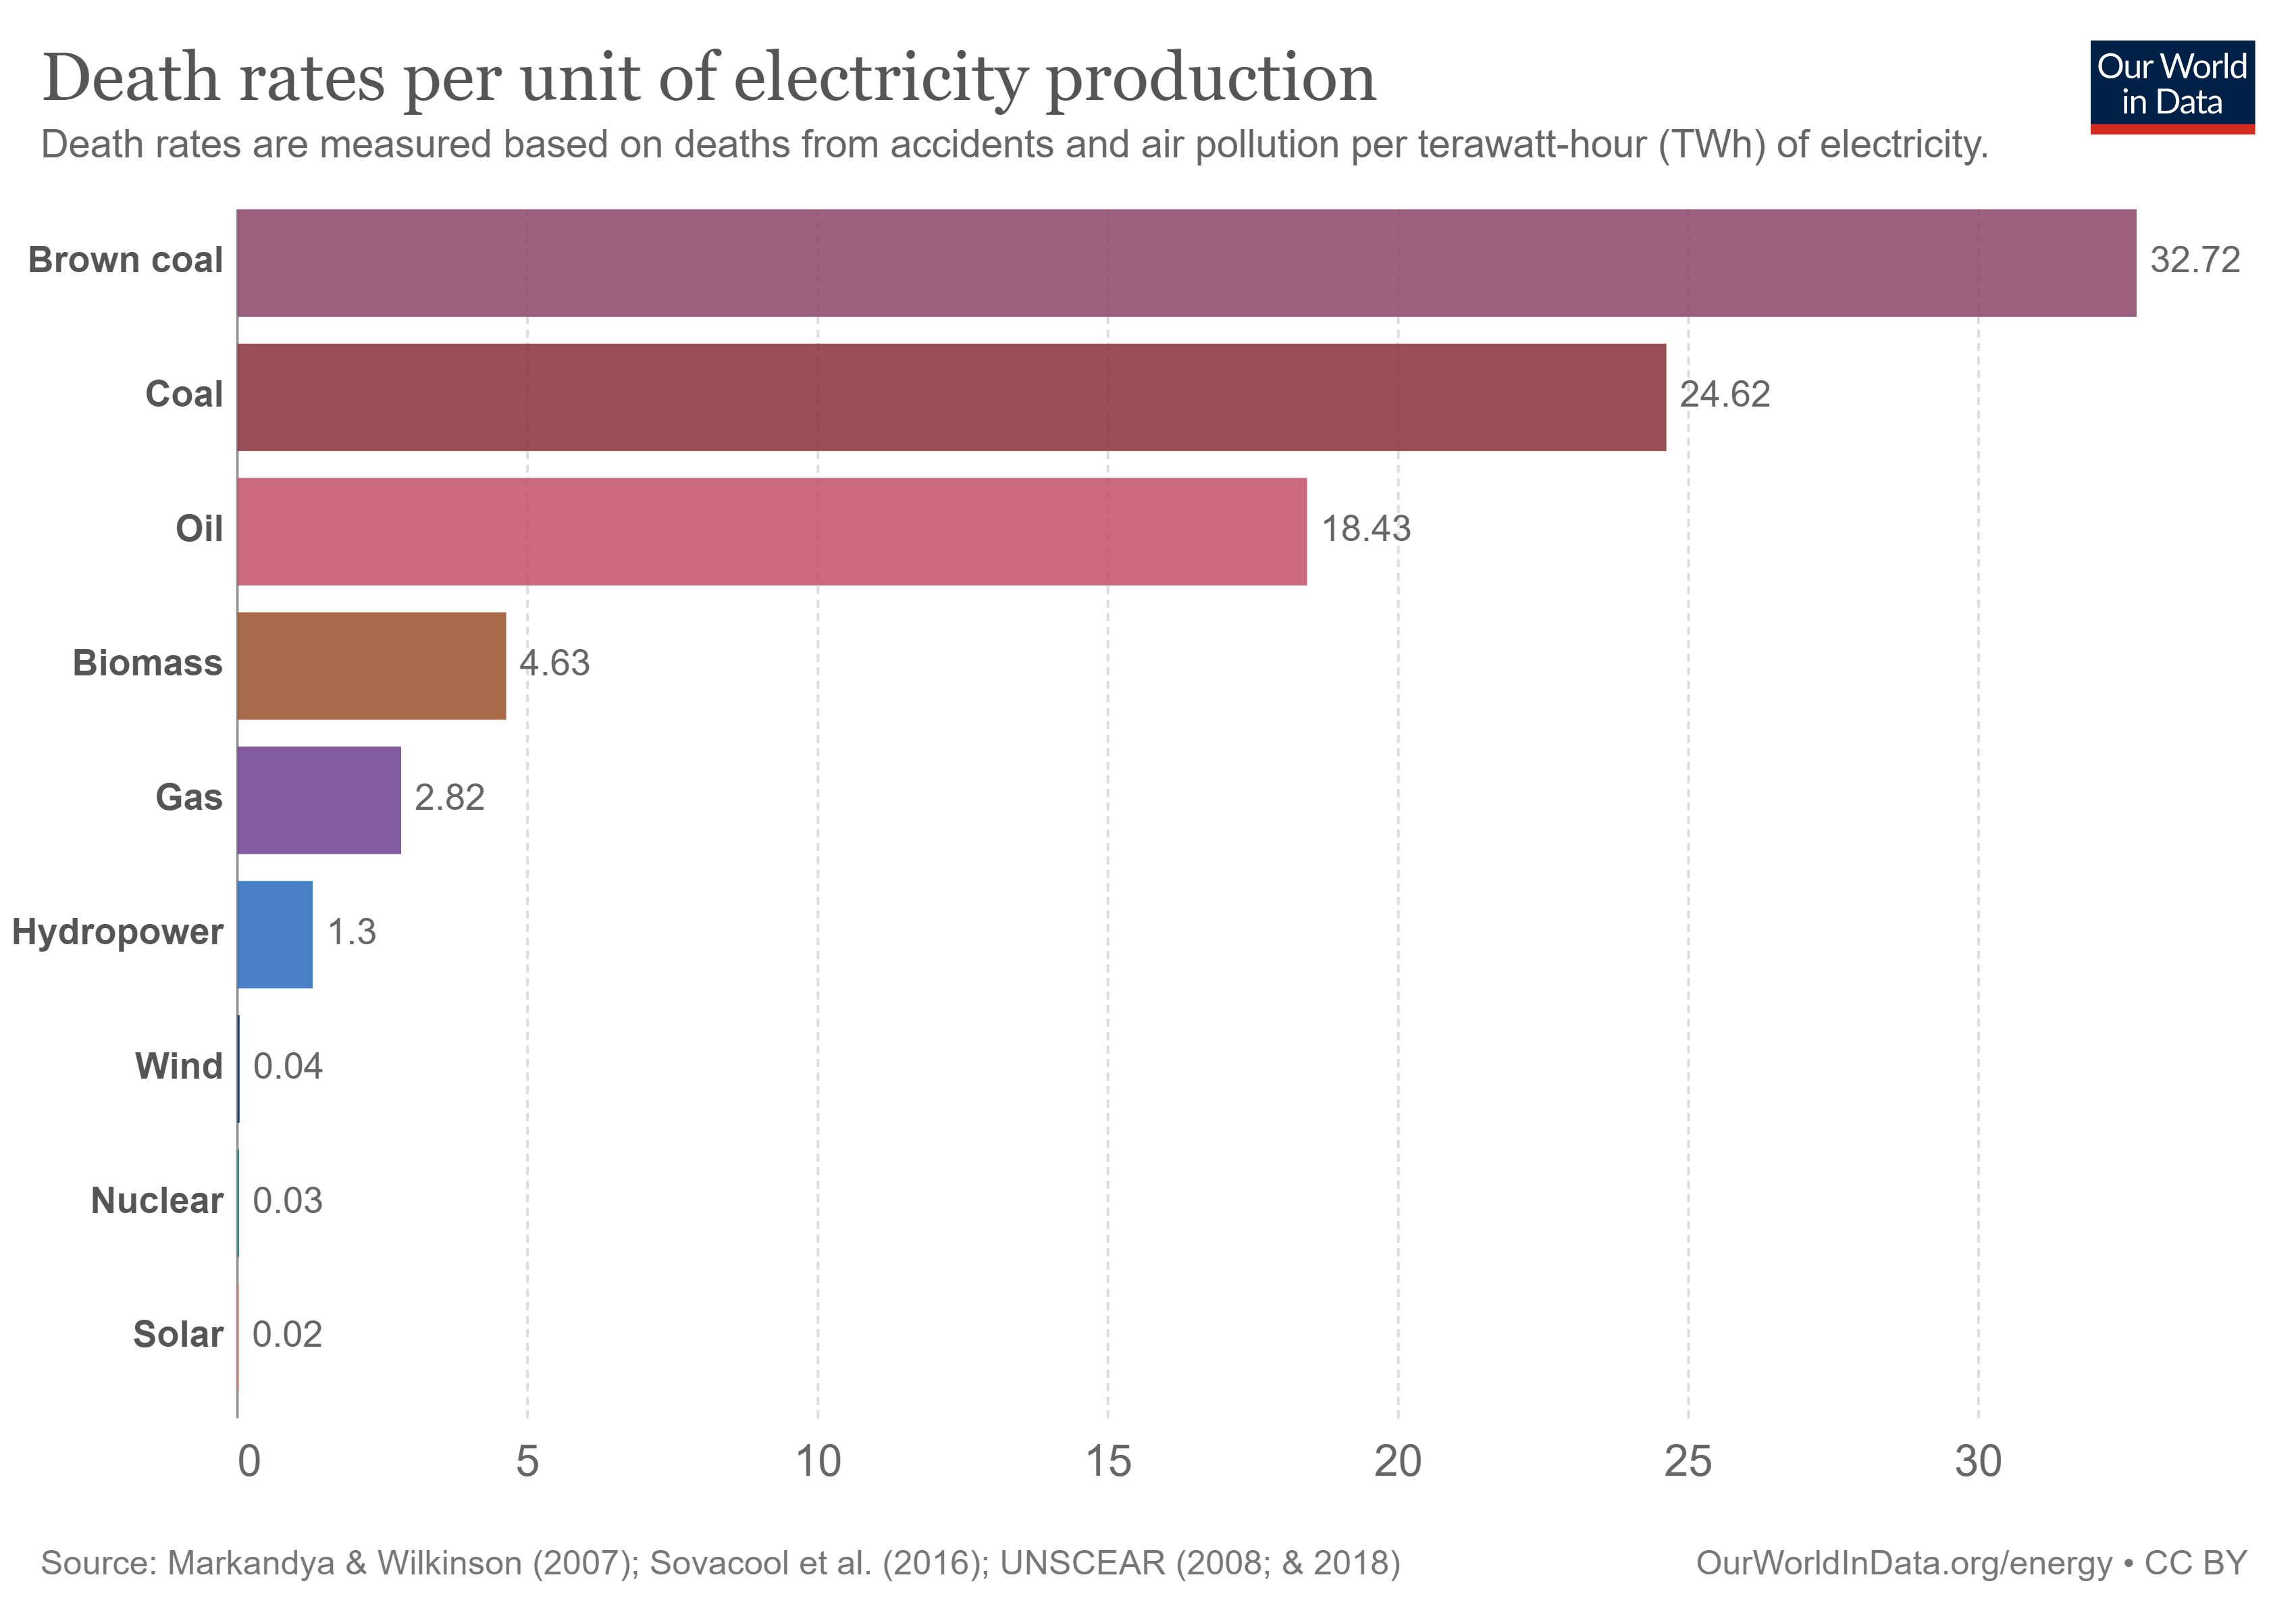 Death rates per unit of electricity production
Death rates are measured based on deaths from accidents and air pollution per terawatt-hour (TWh) of electricity.
Our World
in Data
Brown coal 32.72
Coal 24.62
Oil 18.43
Biomass 4.63
Gas 2.82
Hydropower 1.3
Wind 0.04
Nuclear 0.03
Solar 0.02
0 5 10 15 20 25 30
Source: Markandya & Wilkinson (2007); Sovacool et al. (2016); UNSCEAR (2008; & 2018)
OurWorldInData.org/energy • CC BY